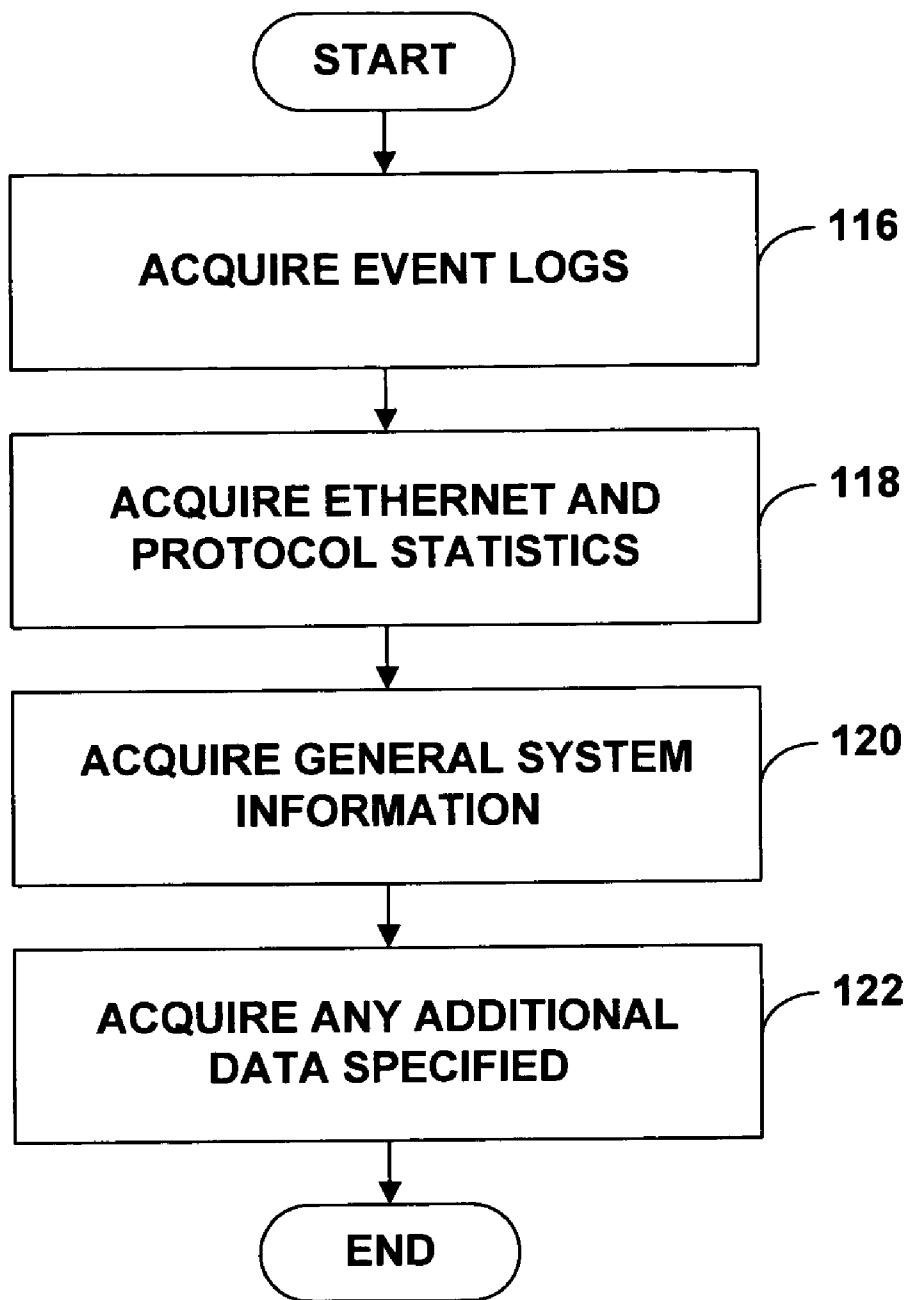 START
ACQUIRE EVENT LOGS
116
ACQUIRE ETHERNET AND
PROTOCOL STATISTICS
118
ACQUIRE GENERAL SYSTEM
INFORMATION
120
ACQUIRE ANY ADDITIONAL
DATA SPECIFIED
122
END